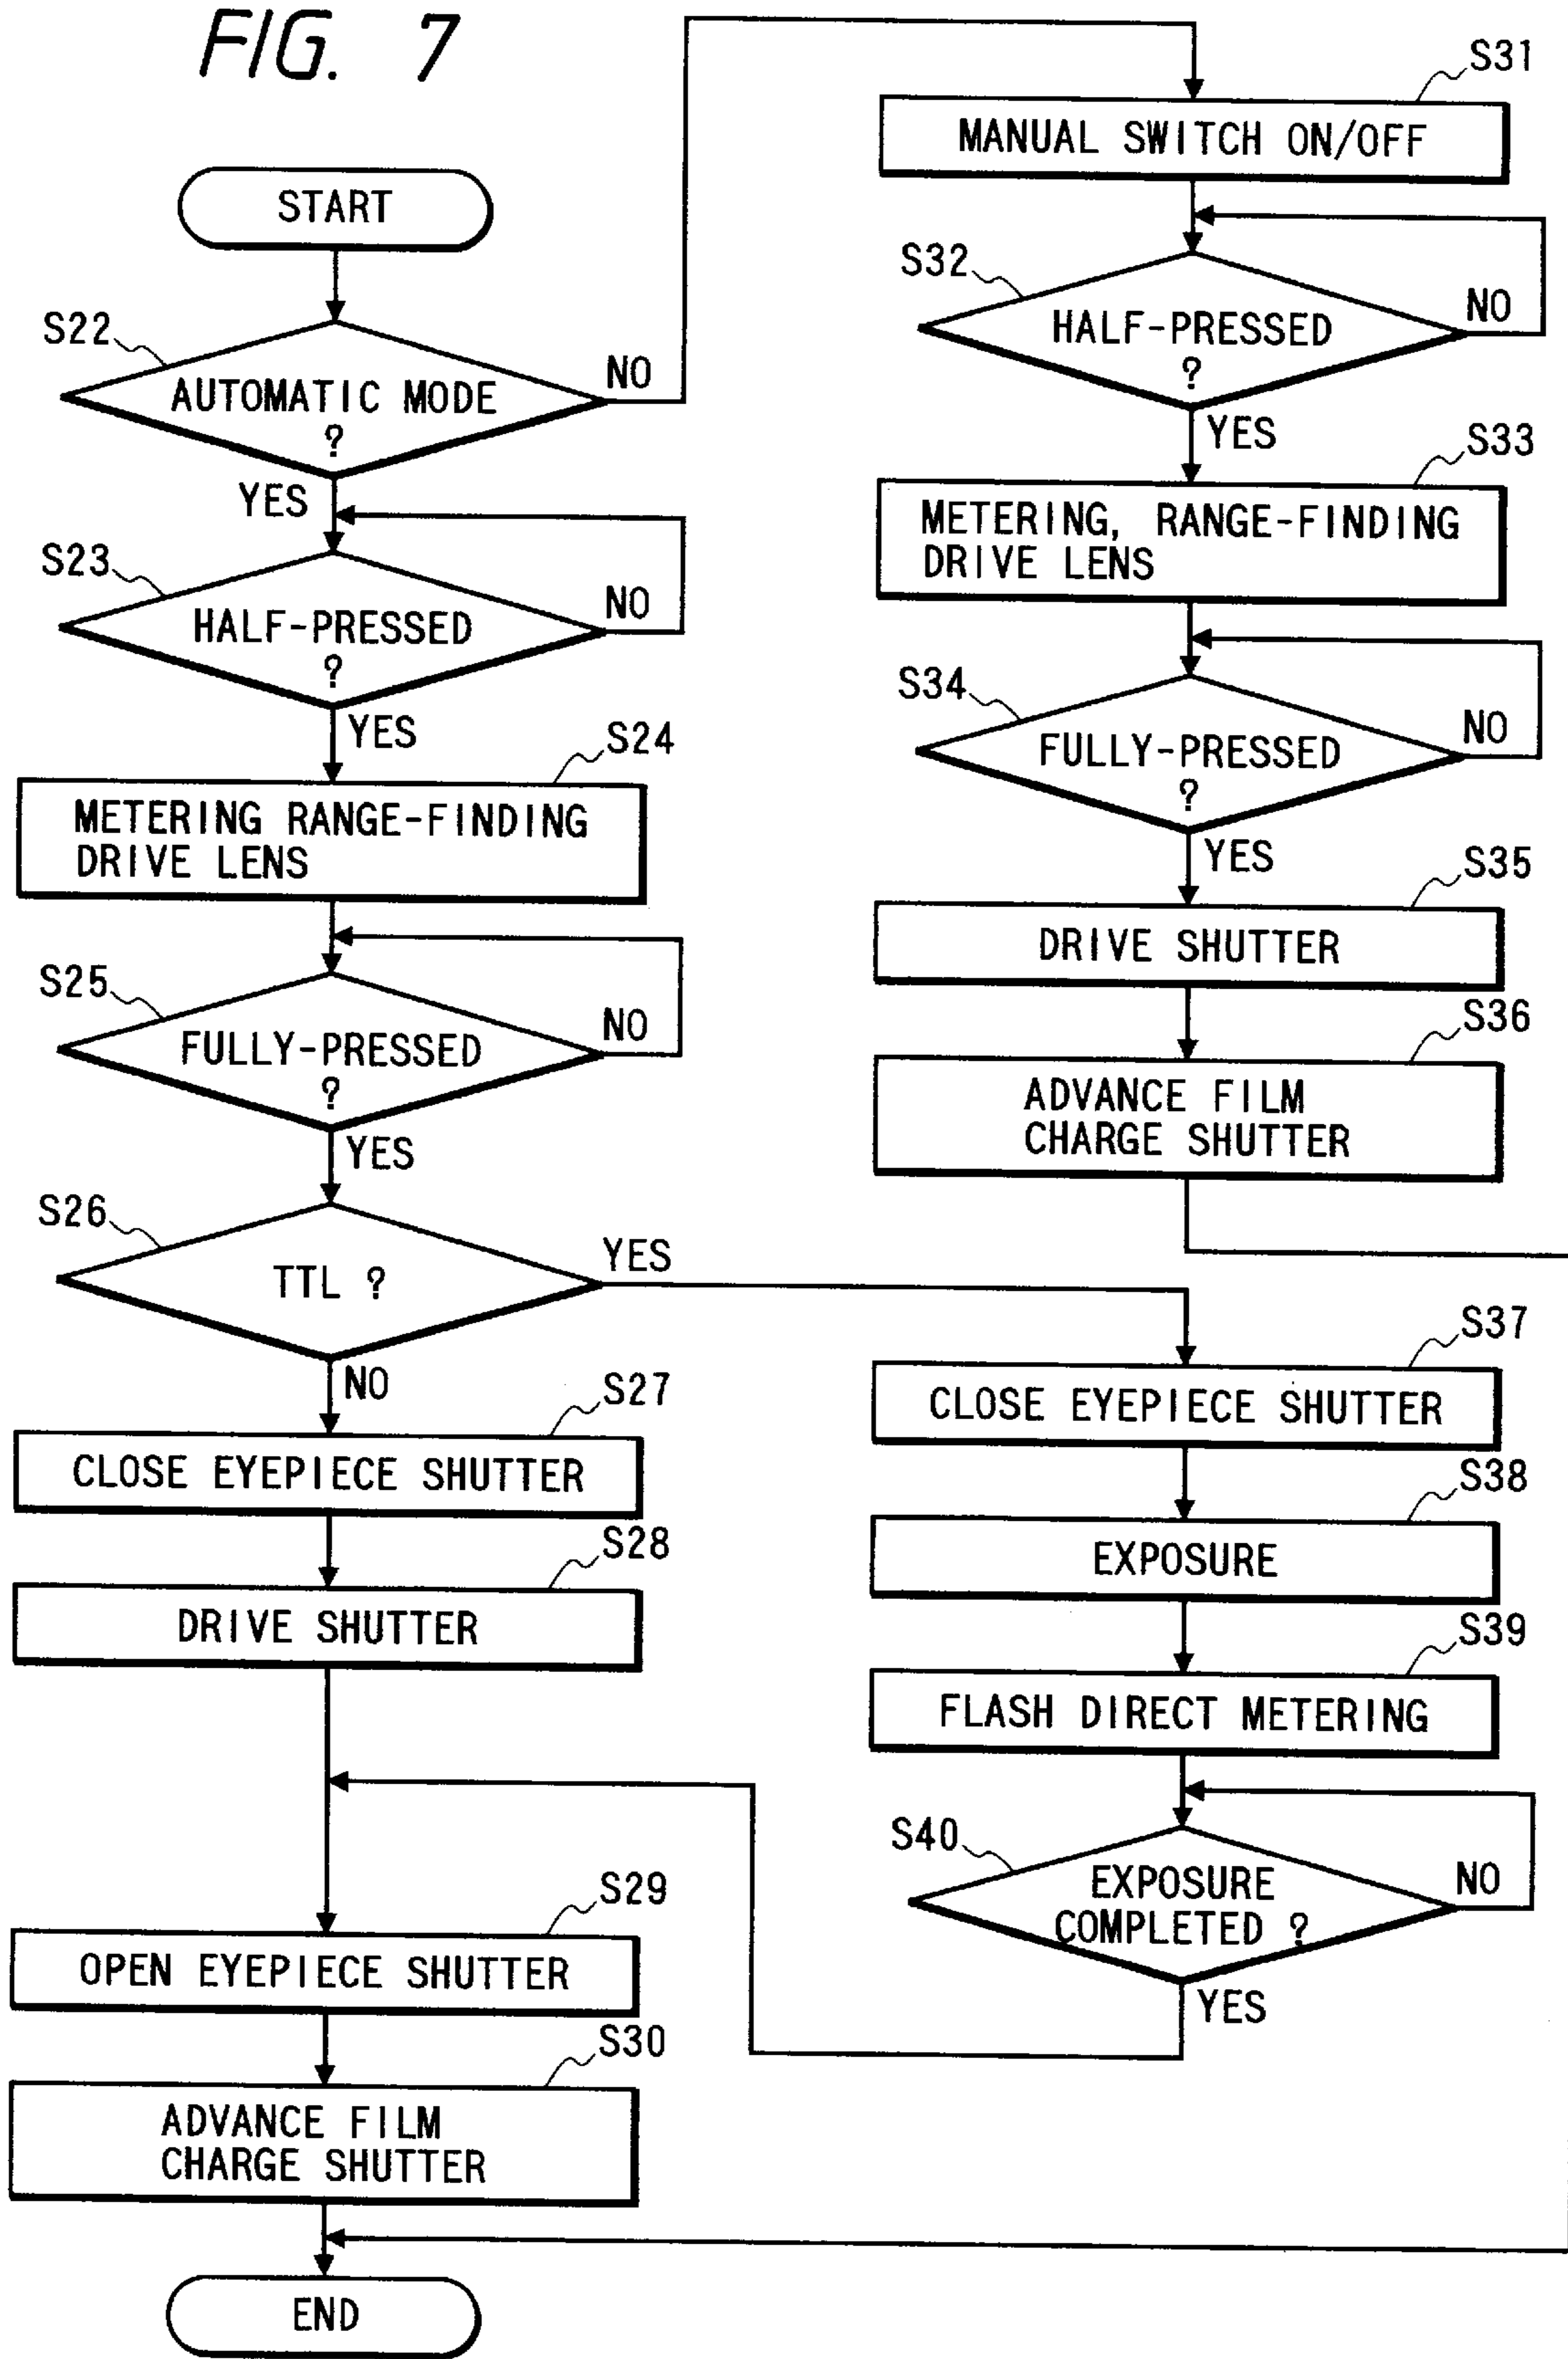 FIG. 7
START
S22
AUTOMATIC MODE
?
NO
YES
S23
HALF-PRESSED
?
NO
YES
S24
METERING RANGE-FINDING
DRIVE LENS
S25
FULLY-PRESSED
?
NO
YES
S26
TTL ?
YES
NO
S27
CLOSE EYEPIECE SHUTTER
S28
DRIVE SHUTTER
S29
OPEN EYEPIECE SHUTTER
S30
ADVANCE FILM
CHARGE SHUTTER
END
S31
MANUAL SWITCH ON/OFF
S32
HALF-PRESSED
?
NO
YES
S33
METERING, RANGE-FINDING
DRIVE LENS
S34
FULLY-PRESSED
?
NO
YES
S35
DRIVE SHUTTER
S36
ADVANCE FILM
CHARGE SHUTTER
S37
CLOSE EYEPIECE SHUTTER
S38
EXPOSURE
S39
FLASH DIRECT METERING
S40
EXPOSURE
COMPLETED ?
NO
YES